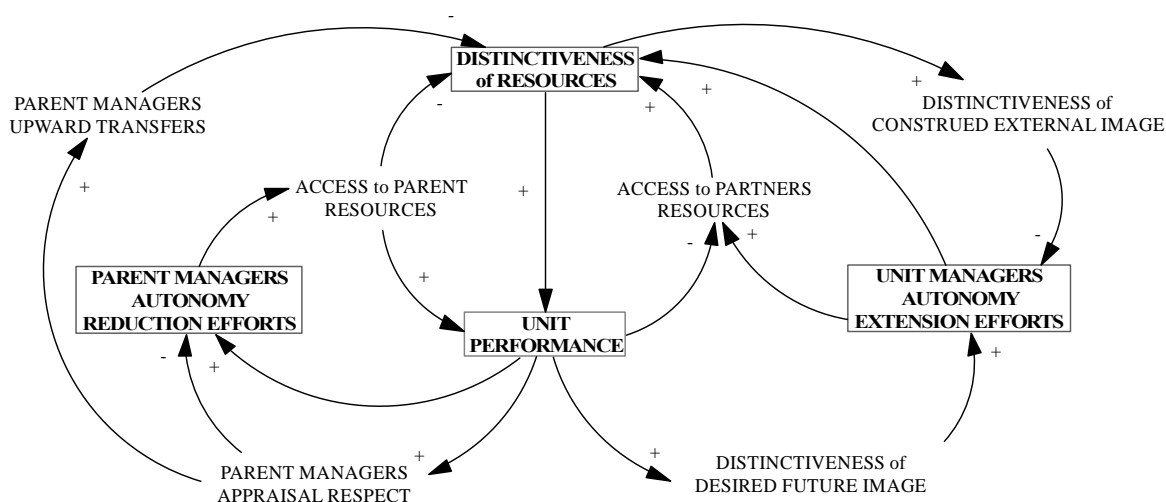 -
DISTINCTIVENESS
of RESOURCES
+
PARENT MANAGERS
UPWARD TRANSFERS
-
+
+
DISTINCTIVENESS of
CONSTRUED EXTERNAL IMAGE
+
ACCESS to PARENT
RESOURCES
+
ACCESS to PARTNERS
RESOURCES
+
-
+
-
PARENT MANAGERS
AUTONOMY
REDUCTION EFFORTS
+
UNIT MANAGERS
AUTONOMY
EXTENSION EFFORTS
UNIT
PERFORMANCE
-
+
+
+
+
PARENT MANAGERS
APPRAISAL RESPECT
DISTINCTIVENESS of
DESIRED FUTURE IMAGE